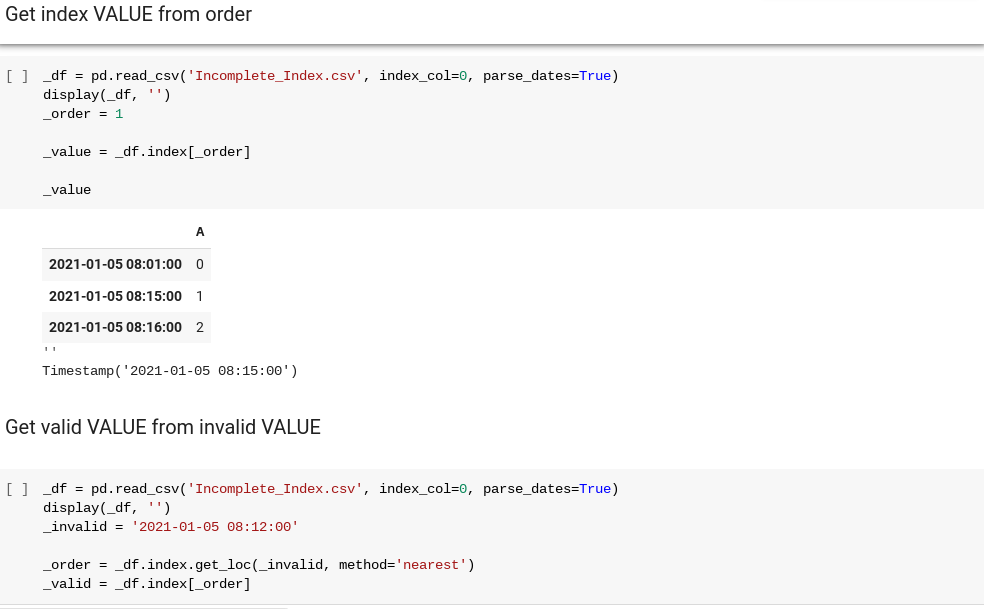 Get index VALUE from order
[ ] _df = pd.read_csv('Incomplete_Index.csv', index_col=0, parse_dates=True)
display(_df, '')
_order = 1
_value = _df.index[_order]
_value
A
2021-01-05 08:01:00 0
2021-01-05 08:15:00 1
2021-01-05 08:16:00 2
''
Timestamp('2021-01-05 08:15:00')
Get valid VALUE from invalid VALUE
[ ] _df = pd.read_csv('Incomplete_Index.csv', index_col=0, parse_dates=True)
display(_df, '')
_invalid = '2021-01-05 08:12:00'
_order = _df.index.get_loc(_invalid, method='nearest')
_valid = _df.index[_order]